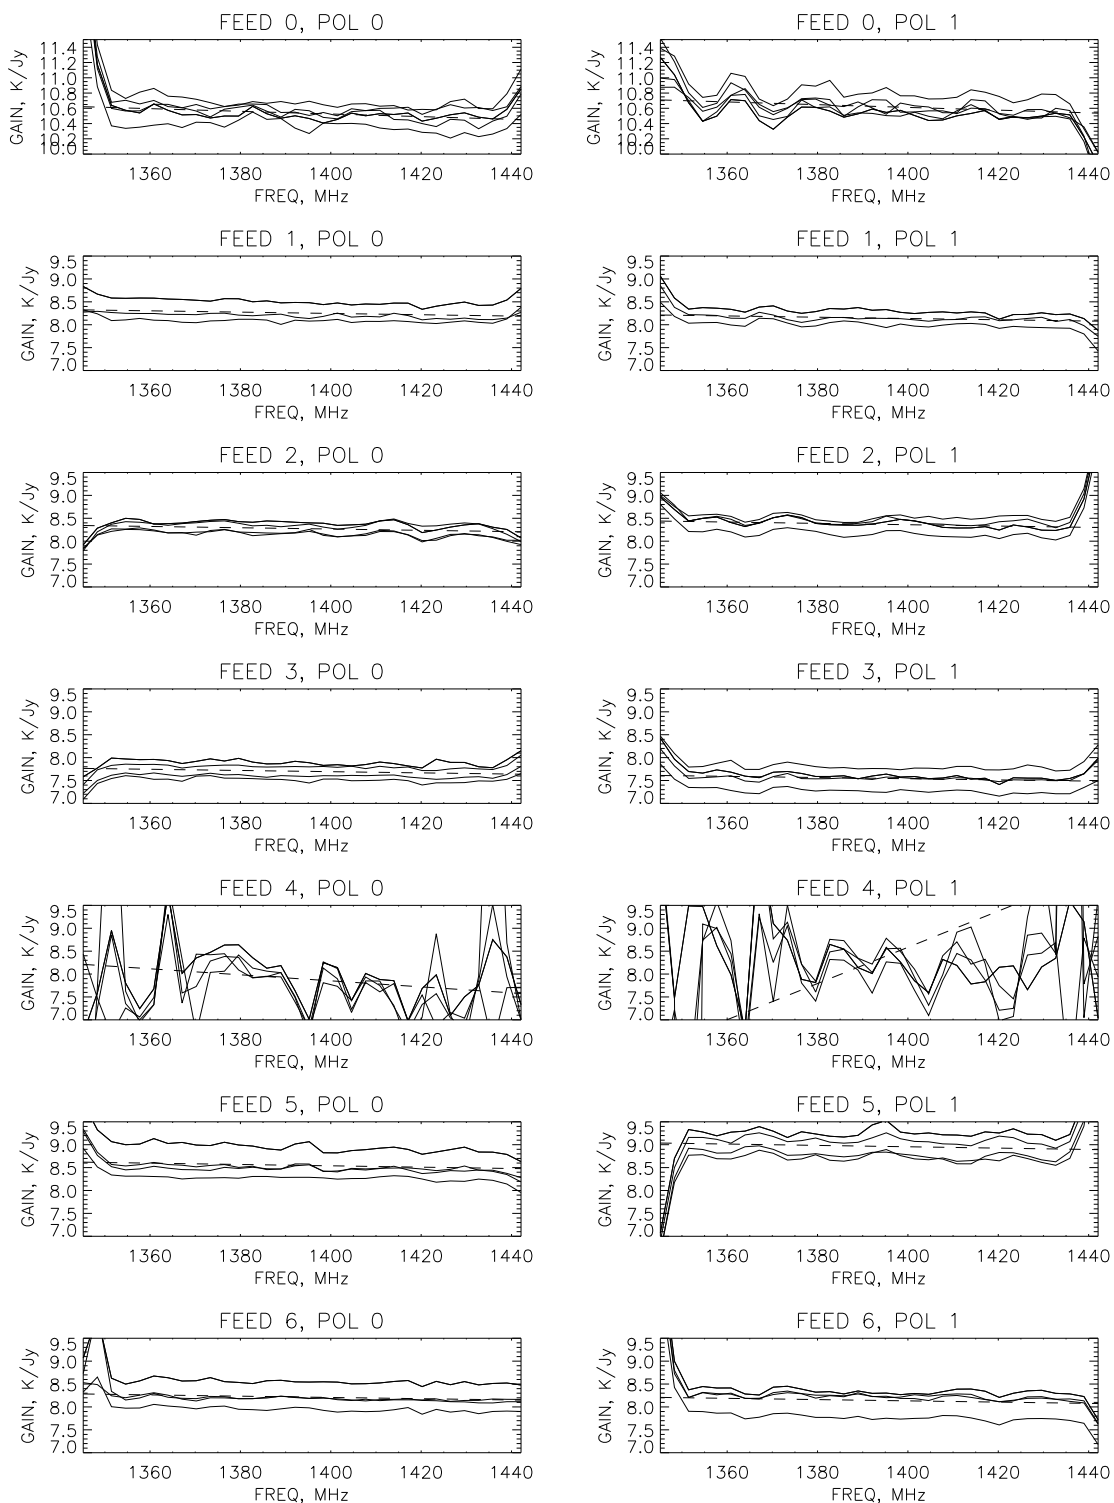 FEED 0, POL 0
GAIN, K/Jy
11.4
11.2
11.0
10.8
10.6
10.4
10.2
10.0
1360 1380 1400 1420 1440
FREQ, MHz
FEED 0, POL 1
GAIN, K/Jy
11.4
11.2
11.0
10.8
10.6
10.4
10.2
10.0
1360 1380 1400 1420 1440
FREQ, MHz
FEED 1, POL 0
GAIN, K/Jy
9.5
9.0
8.5
8.0
7.5
7.0
1360 1380 1400 1420 1440
FREQ, MHz
FEED 1, POL 1
GAIN, K/Jy
9.5
9.0
8.5
8.0
7.5
7.0
1360 1380 1400 1420 1440
FREQ, MHz
FEED 2, POL 0
GAIN, K/Jy
9.5
9.0
8.5
8.0
7.5
7.0
1360 1380 1400 1420 1440
FREQ, MHz
FEED 2, POL 1
GAIN, K/Jy
9.5
9.0
8.5
8.0
7.5
7.0
1360 1380 1400 1420 1440
FREQ, MHz
FEED 3, POL 0
GAIN, K/Jy
9.5
9.0
8.5
8.0
7.5
7.0
1360 1380 1400 1420 1440
FREQ, MHz
FEED 3, POL 1
GAIN, K/Jy
9.5
9.0
8.5
8.0
7.5
7.0
1360 1380 1400 1420 1440
FREQ, MHz
FEED 4, POL 0
GAIN, K/Jy
9.5
9.0
8.5
8.0
7.5
7.0
1360 1380 1400 1420 1440
FREQ, MHz
FEED 4, POL 1
GAIN, K/Jy
9.5
9.0
8.5
8.0
7.5
7.0
1360 1380 1400 1420 1440
FREQ, MHz
FEED 5, POL 0
GAIN, K/Jy
9.5
9.0
8.5
8.0
7.5
7.0
1360 1380 1400 1420 1440
FREQ, MHz
FEED 5, POL 1
GAIN, K/Jy
9.5
9.0
8.5
8.0
7.5
7.0
1360 1380 1400 1420 1440
FREQ, MHz
FEED 6, POL 0
GAIN, K/Jy
9.5
9.0
8.5
8.0
7.5
7.0
1360 1380 1400 1420 1440
FREQ, MHz
FEED 6, POL 1
GAIN, K/Jy
9.5
9.0
8.5
8.0
7.5
7.0
1360 1380 1400 1420 1440
FREQ, MHz